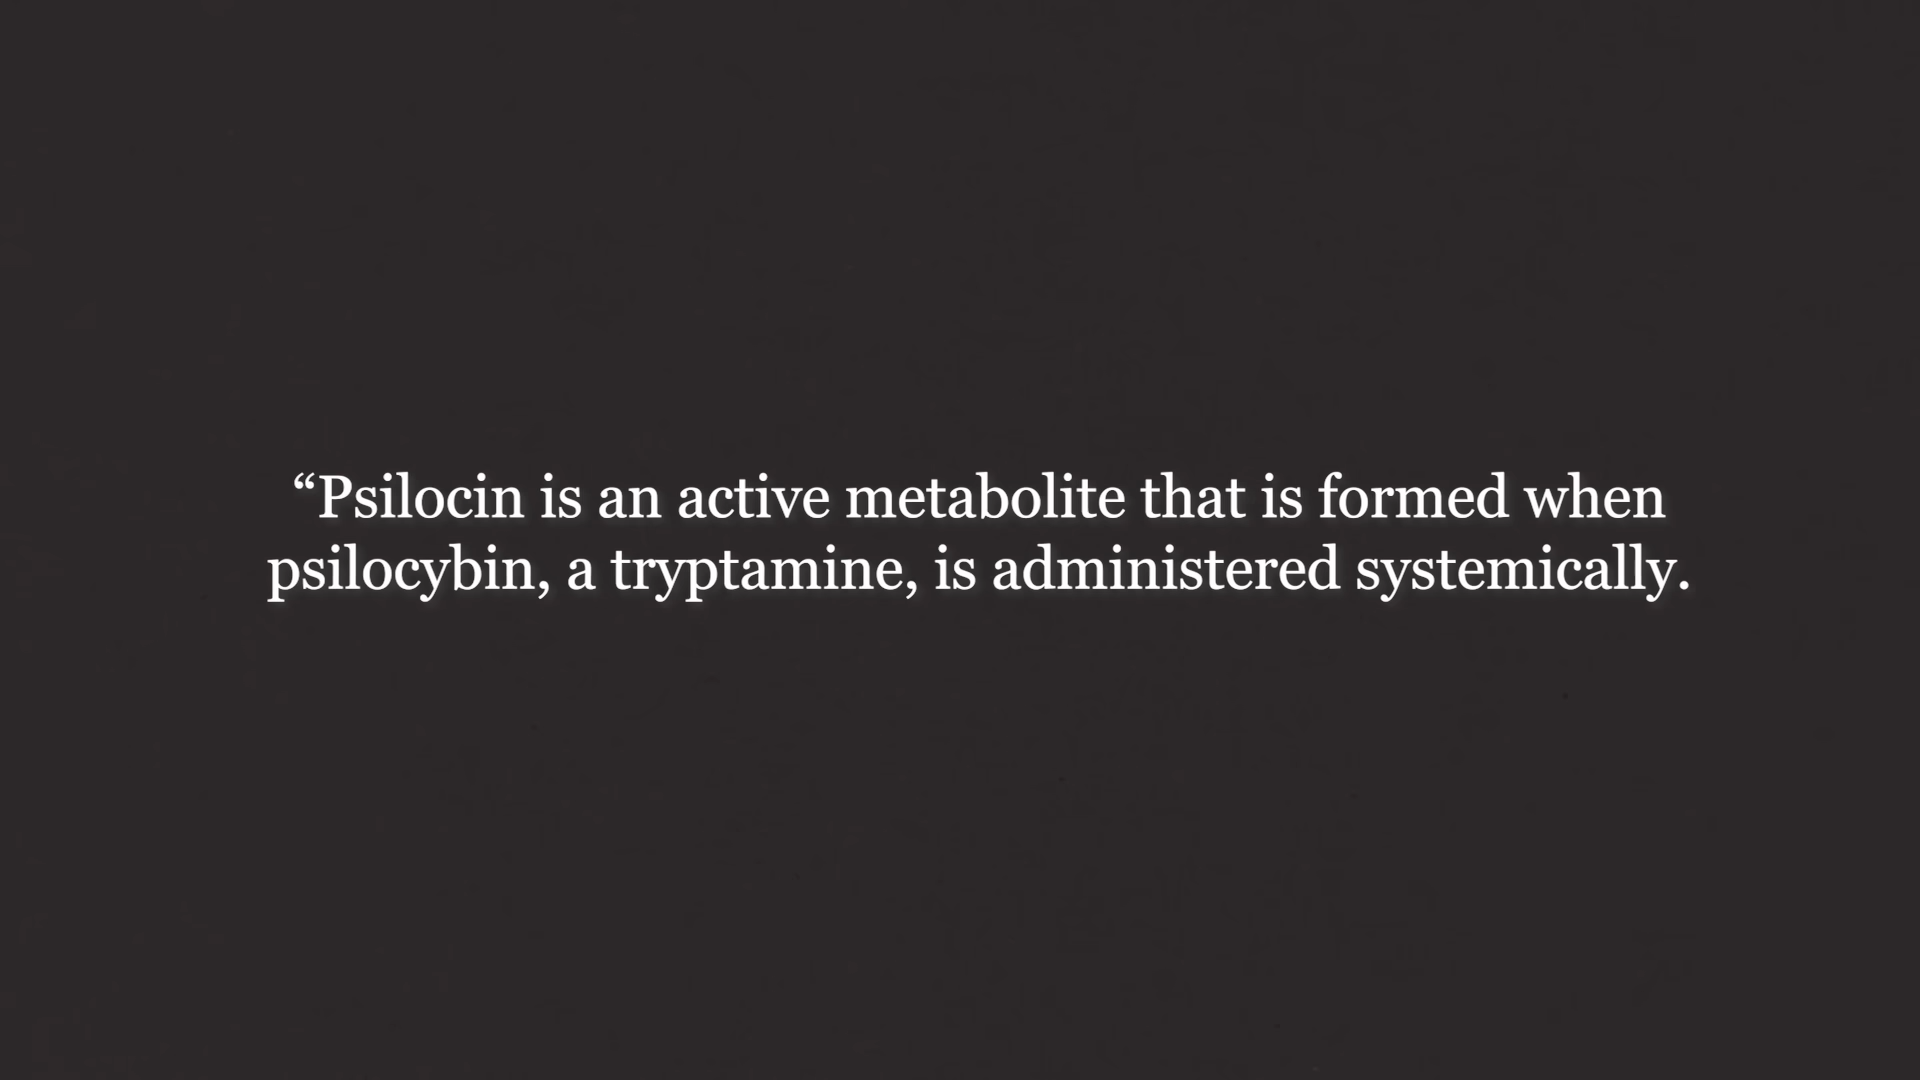 “Psilocin is an active metabolite that is formed when
psilocybin, a tryptamine, is administered systemically.